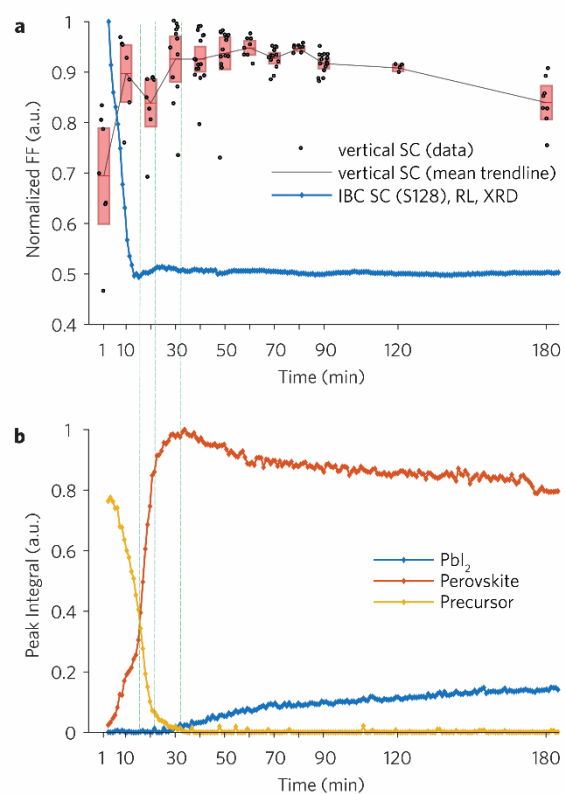 a
1
0.9
0.8
0.7
0.6
0.5
0.4
Normalized FF (a.u.)
vertical SC (data)
vertical SC (mean trendline)
IBC SC (S128), RL, XRD
1 10 30 50 70 90 120 180
Time (min)
b
1
0.8
0.6
0.4
0.2
0
Peak Integral (a.u.)
PbI₂
Perovskite
Precursor
1 10 30 50 70 90 120 180
Time (min)